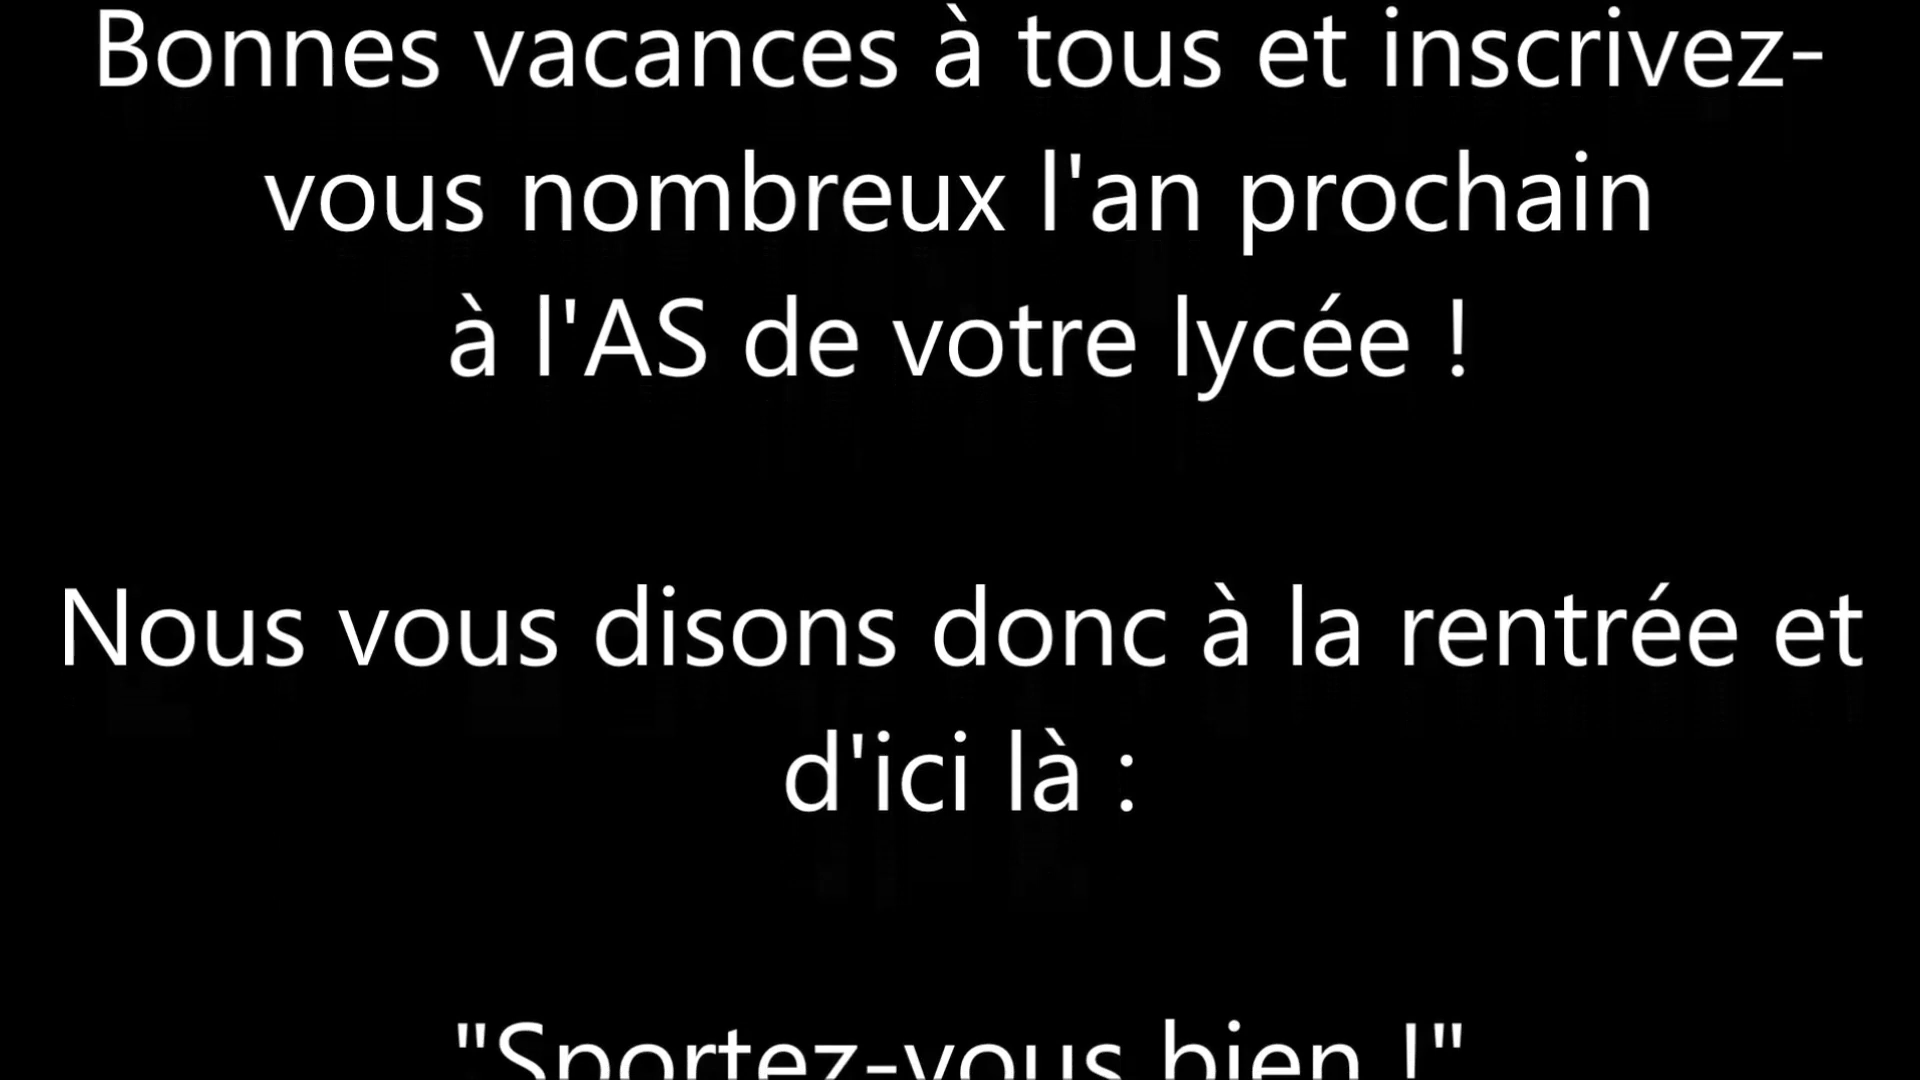 Bonnes vacances à tous et inscrivez-
vous nombreux l'an prochain
à l'AS de votre lycée !
Nous vous disons donc à la rentrée et
d'ici là :
"Sportez-vous bien !"